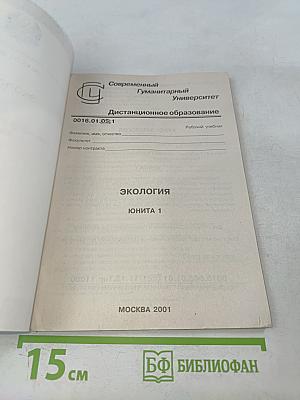 Современный
Гуманитарный
Университет
Дистанционное образование
0016.01.05;1
Рабочий учебник
Фамилия, имя, отчество
Факультет
Номер контракта
ЭКОЛОГИЯ
ЮНИТА 1
МОСКВА 2001
15 см
БФ БИБЛИОФАН